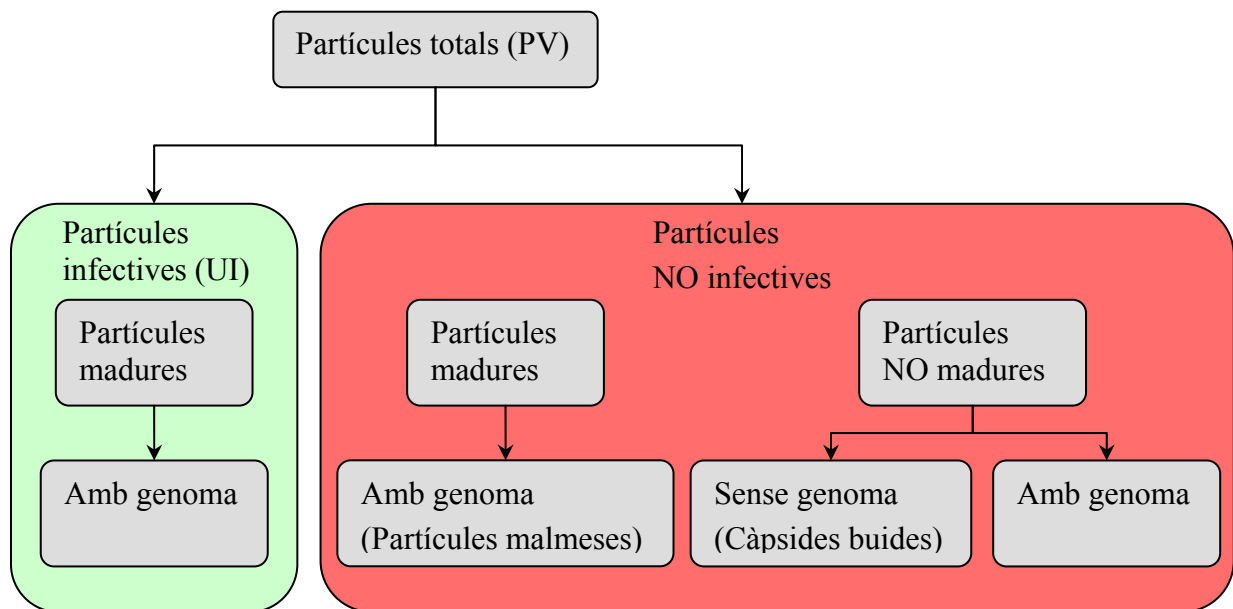 Partícules totals (PV)
Partícules
infectives (UI)
Partícules
madures
Amb genoma
Partícules
NO infectives
Partícules
madures
Amb genoma
(Partícules malmeses)
Partícules
NO madures
Sense genoma
(Càpsides buides)
Amb genoma